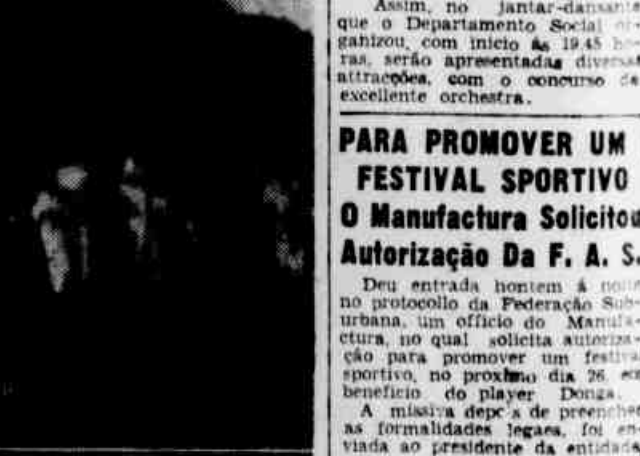 Assim, no jantar-dansante
que o Departamento Social or-
ganizou, com inicio ás 19.45 ho-
ras, serão apresentadas diversas
attracções, com o concurso de
excellente orchestra.
PARA PROMOVER UM
FESTIVAL SPORTIVO
O Manufactura Solicitou
Autorização Da F. A. S.
Deu entrada hontem á noite
no protocollo da Federação Sub-
urbana, um officio do Manufa-
ctura, no qual solicita autoriza-
ção para promover um festival
sportivo, no proximo dia 26, em
beneficio do player Donga.
A missiva depois de preencher
as formalidades legaes, foi en-
viada ao presidente da entidade